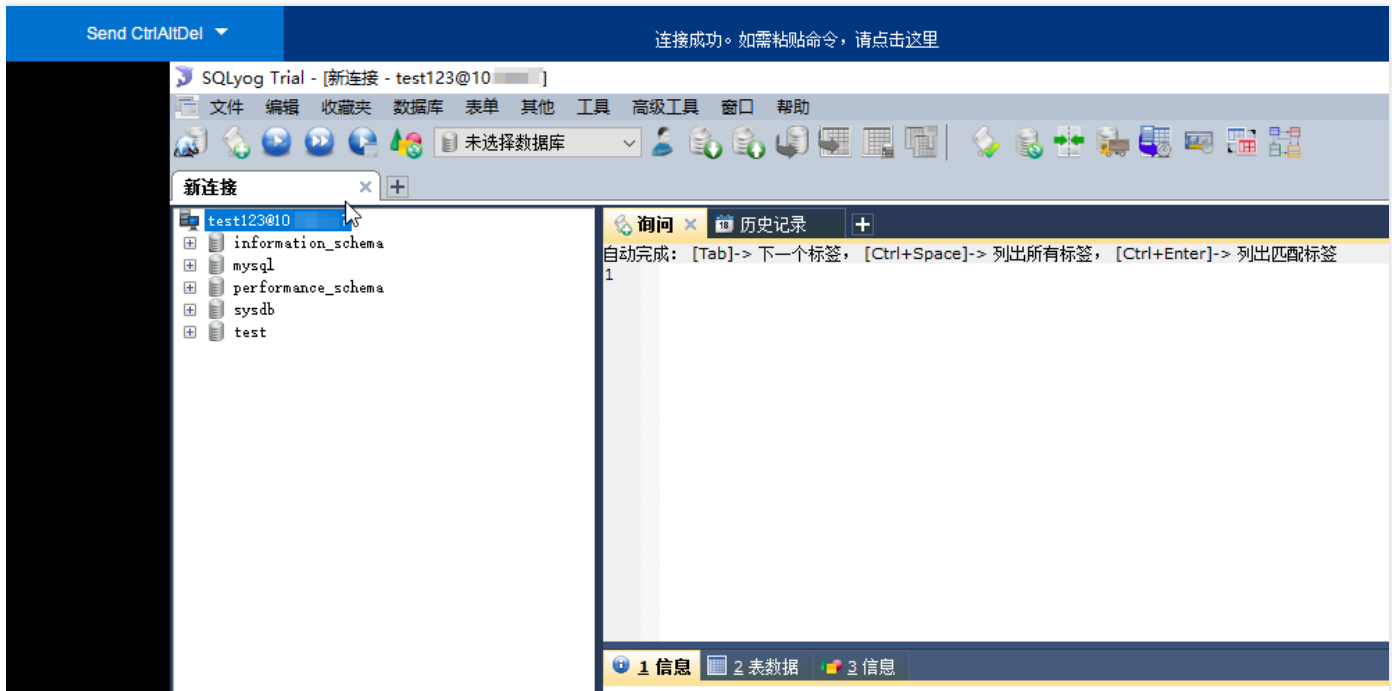 Send CtrlAltDel
连接成功。如需粘贴命令，请点击这里
SQLyog Trial - [新连接 - test123@10 ]
文件 编辑 收藏夹 数据库 表单 其他 工具 高级工具 窗口 帮助
未选择数据库
新连接
test123@10
information_schema
mysql
performance_schema
sysdb
test
询问 18 历史记录
自动完成： [Tab]-> 下一个标签， [Ctrl+Space]-> 列出所有标签， [Ctrl+Enter]-> 列出匹配标签
1
1 信息 2 表数据 3 信息